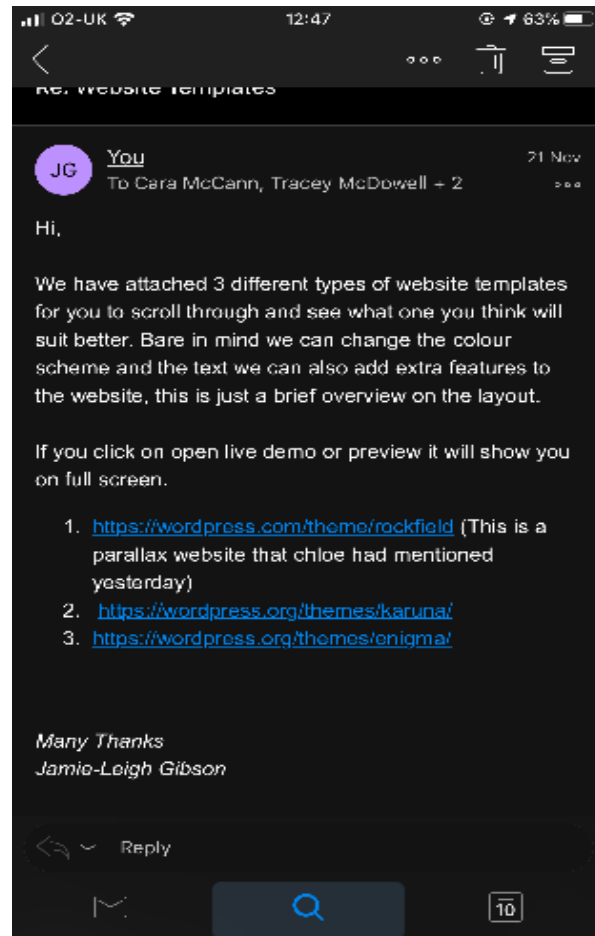 O2-UK 12:47 63%
Re: Website Templates
JG You 21 Nov
To Cara McCann, Tracey McDowell + 2
Hi,
We have attached 3 different types of website templates
for you to scroll through and see what one you think will
suit better. Bare in mind we can change the colour
scheme and the text we can also add extra features to
the website, this is just a brief overview on the layout.
If you click on open live demo or preview it will show you
on full screen.
1. https://wordpress.com/theme/rockfield (This is a
parallax website that chloe had mentioned
yesterday)
2. https://wordpress.org/themes/karuna/
3. https://wordpress.org/themes/enigma/
Many Thanks
Jamie-Leigh Gibson
Reply
10